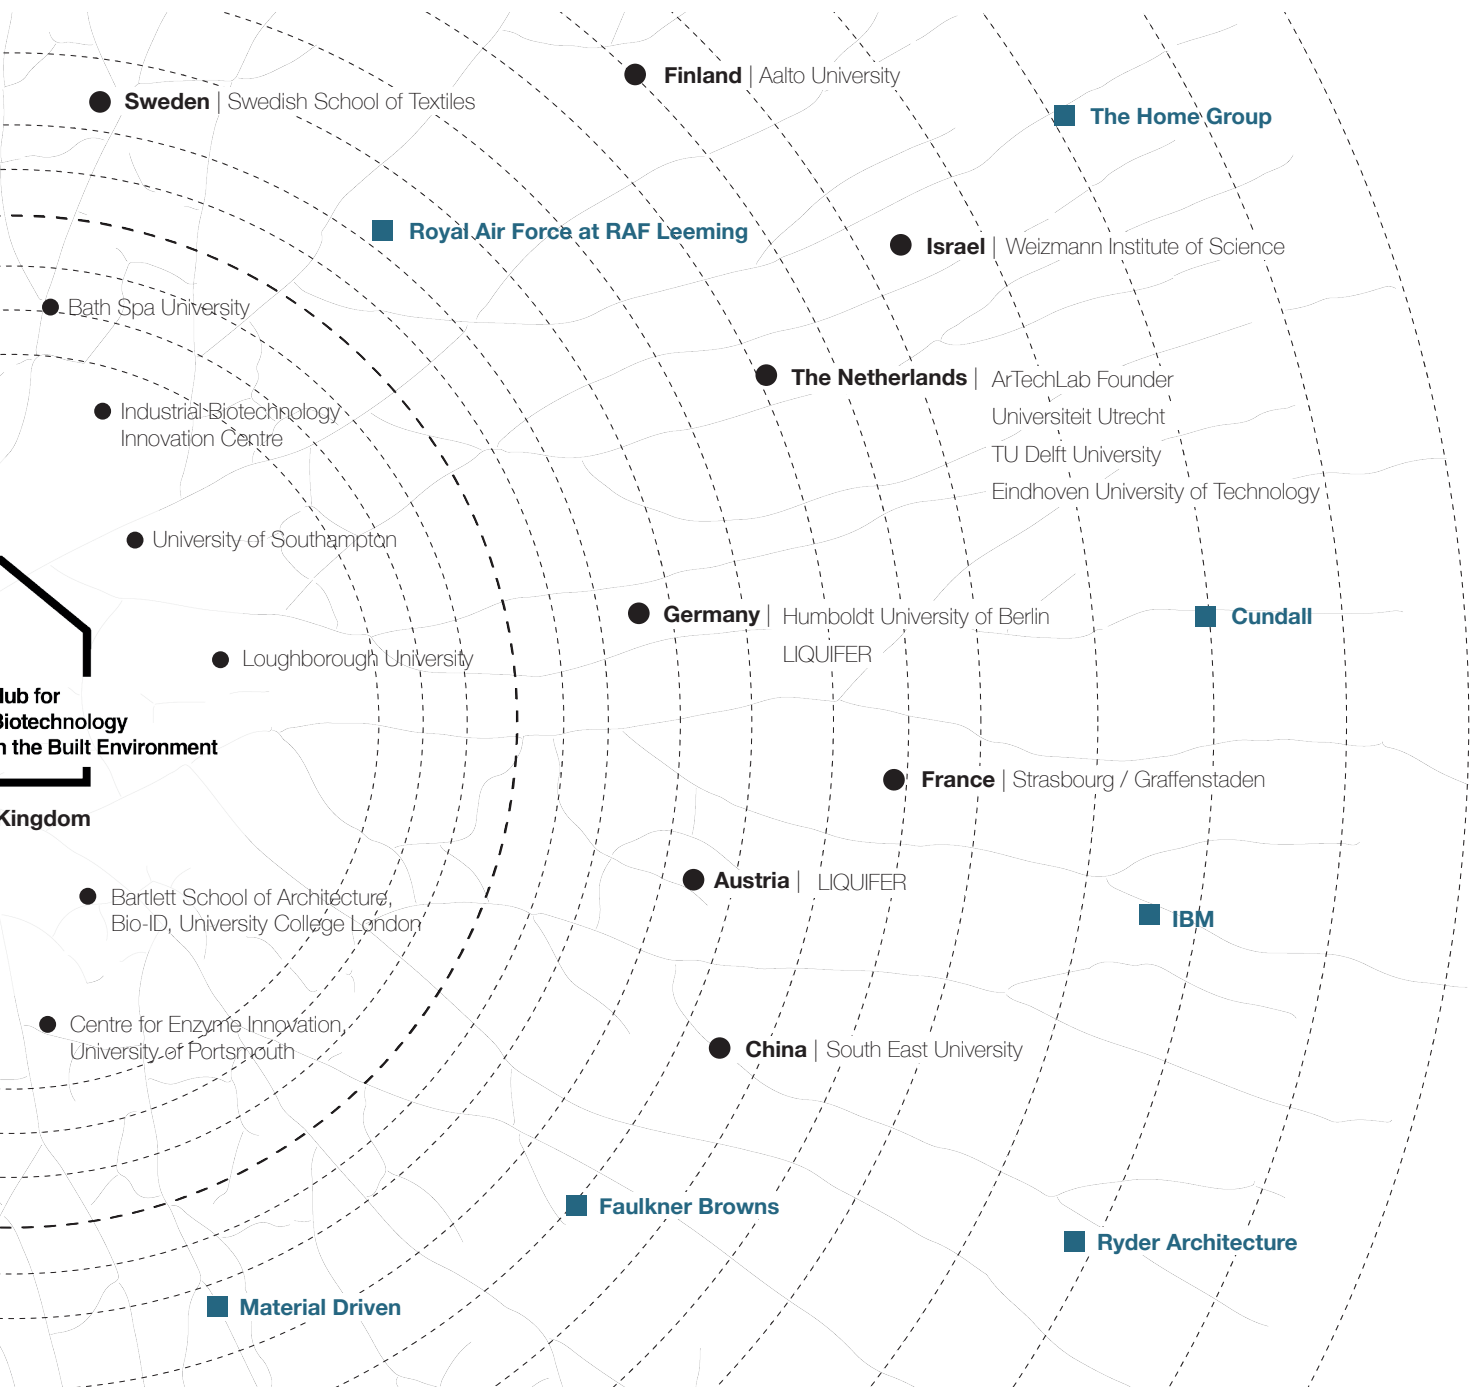 Finland | Aalto University
Sweden | Swedish School of Textiles
The Home Group
Royal Air Force at RAF Leeming
Israel | Weizmann Institute of Science
Bath Spa University
The Netherlands | ArTechLab Founder
Universiteit Utrecht
TU Delft University
Eindhoven University of Technology
Industrial Biotechnology
Innovation Centre
University of Southampton
Germany | Humboldt University of Berlin
LIQUIFER
Cundall
Loughborough University
for
the Built Environment
France | Strasbourg / Graffenstaden
Kingdom
Austria | LIQUIFER
Bartlett School of Architecture,
Bio-ID, University College London
IBM
Centre for Enzyme Innovation,
University of Portsmouth
China | South East University
Faulkner Browns
Ryder Architecture
Material Driven